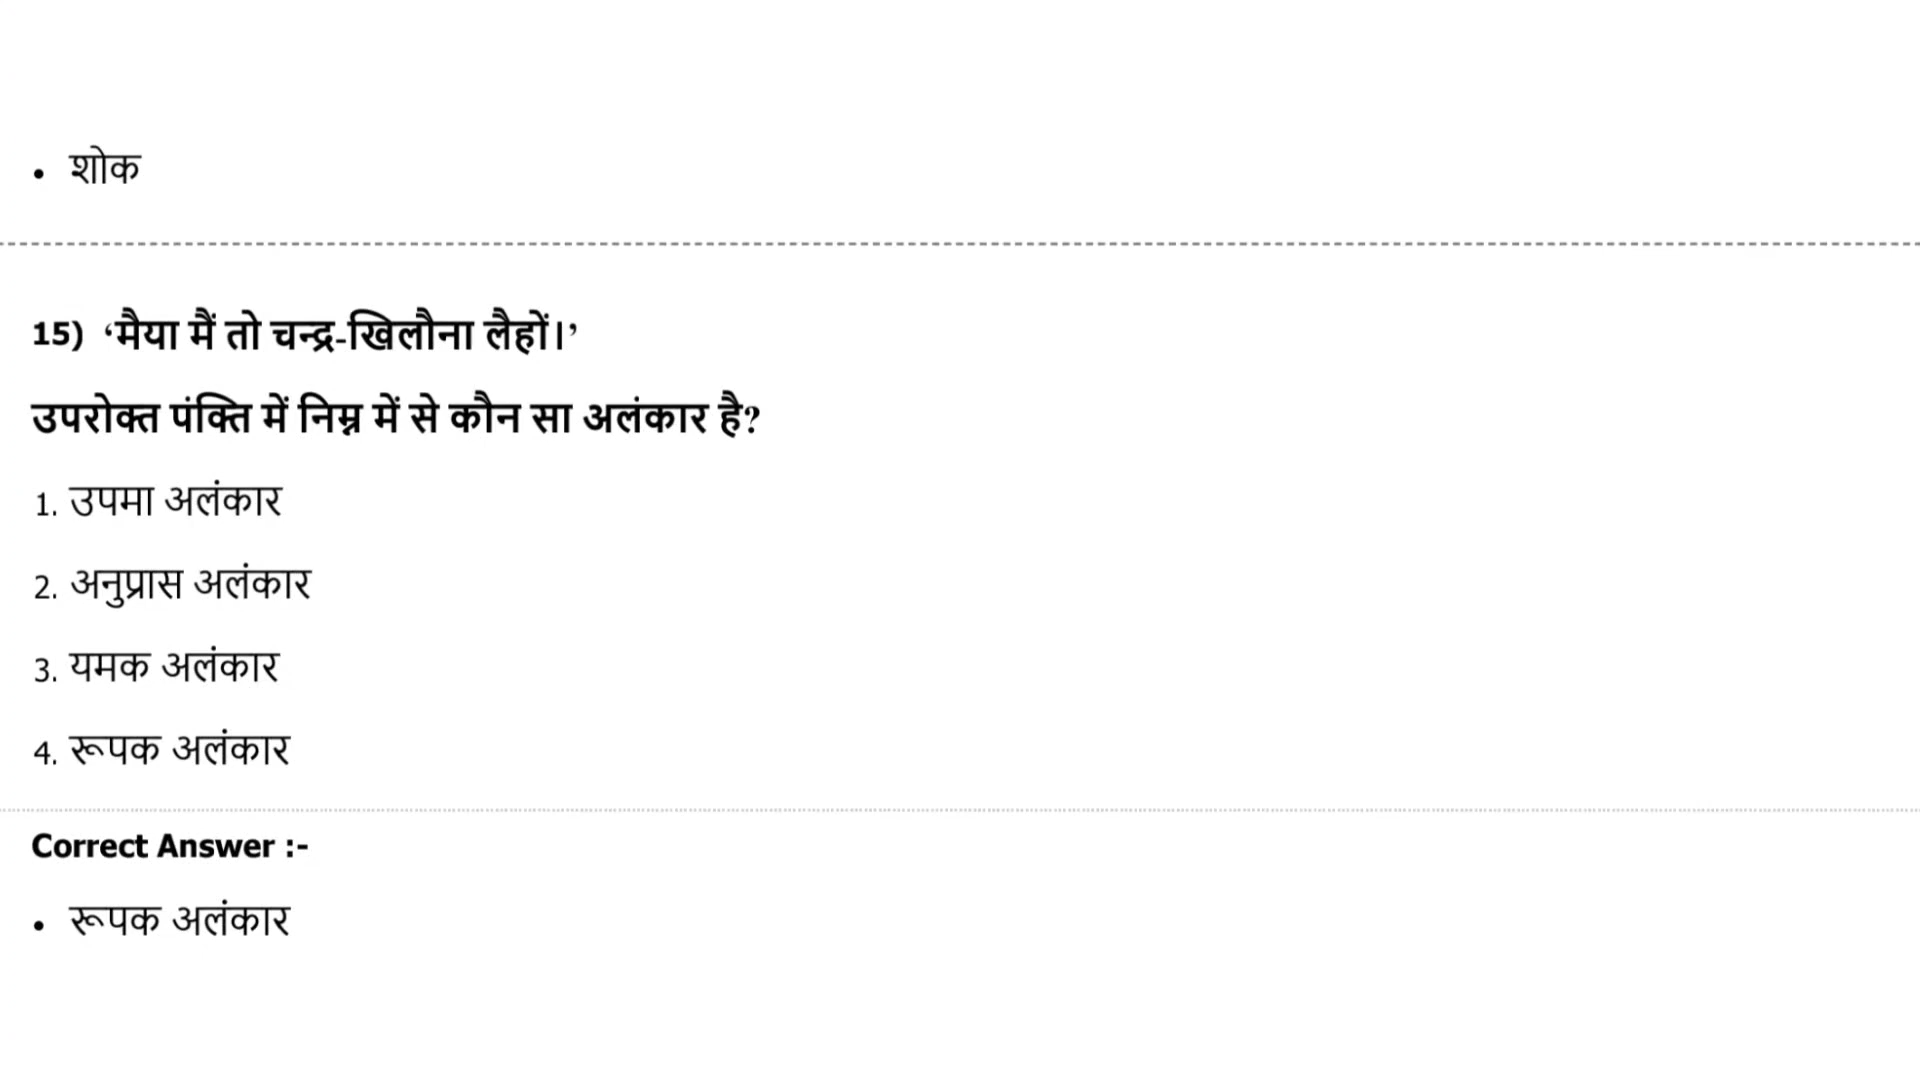 • शोक
15) ‘मैया मैं तो चन्द्र-खिलौना लैहों।’
उपरोक्त पंक्ति में निम्न में से कौन सा अलंकार है?
1. उपमा अलंकार
2. अनुप्रास अलंकार
3. यमक अलंकार
4. रूपक अलंकार
Correct Answer :-
• रूपक अलंकार